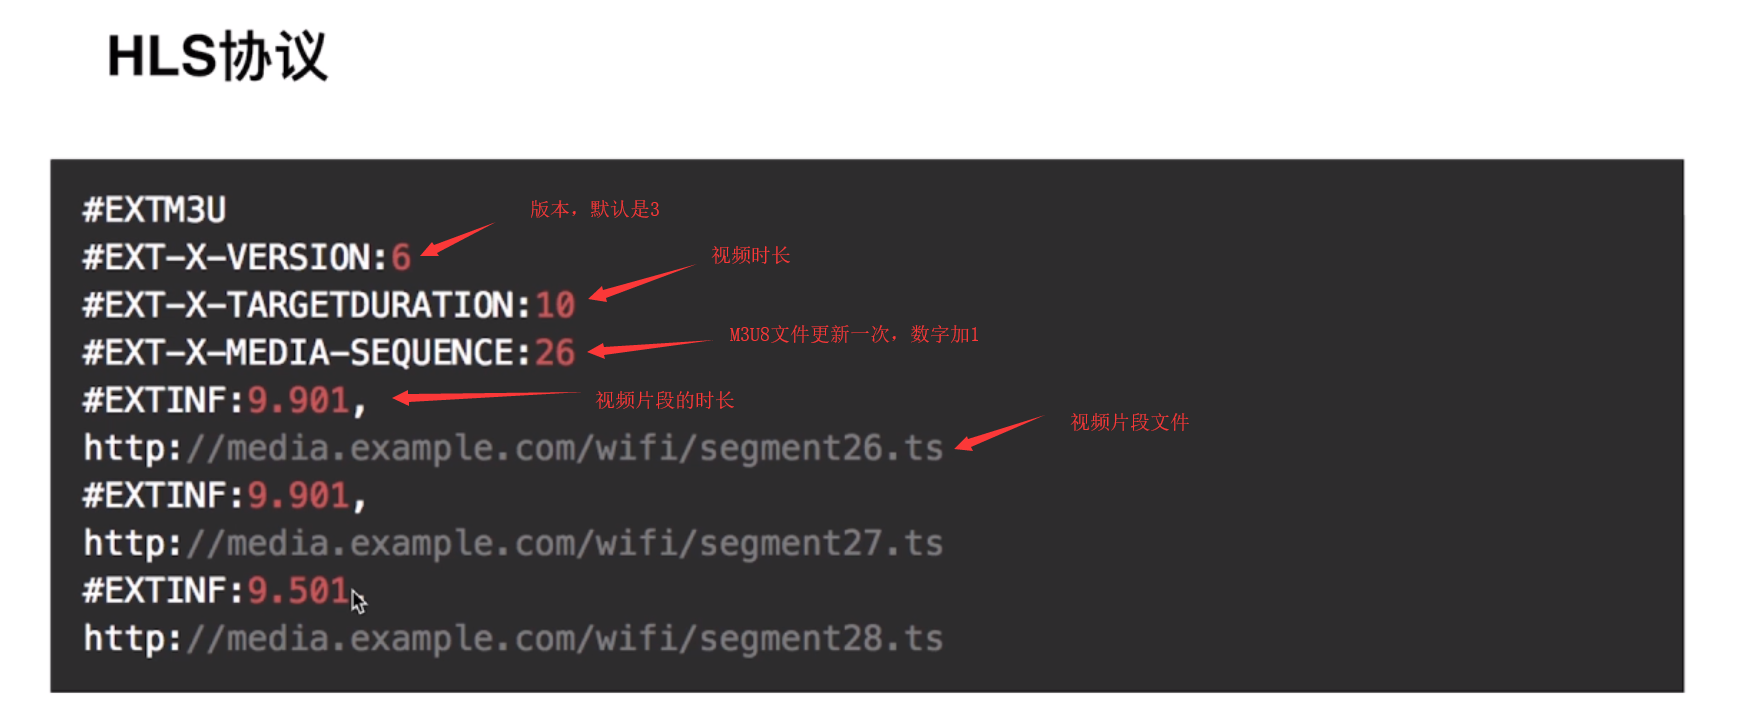 HLS协议
#EXTM3U
版本，默认是3
#EXT-X-VERSION:6
视频时长
#EXT-X-TARGETDURATION:10
M3U8文件更新一次，数字加1
#EXT-X-MEDIA-SEQUENCE:26
#EXTINF:9.901,
视频片段的时长
视频片段文件
http://media.example.com/wifi/segment26.ts
#EXTINF:9.901,
http://media.example.com/wifi/segment27.ts
#EXTINF:9.501,
http://media.example.com/wifi/segment28.ts